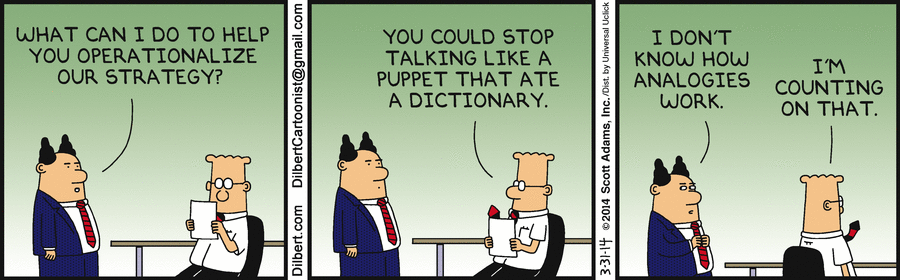 WHAT CAN I DO TO HELP
YOU OPERATIONALIZE
OUR STRATEGY?
Dilbert.com DilbertCartoonist@gmail.com
YOU COULD STOP
TALKING LIKE A
PUPPET THAT ATE
A DICTIONARY.
3-31-14 ©2014 Scott Adams, Inc. /Dist. by Universal Uclick
I DON'T
KNOW HOW
ANALOGIES
WORK.
I'M
COUNTING
ON THAT.